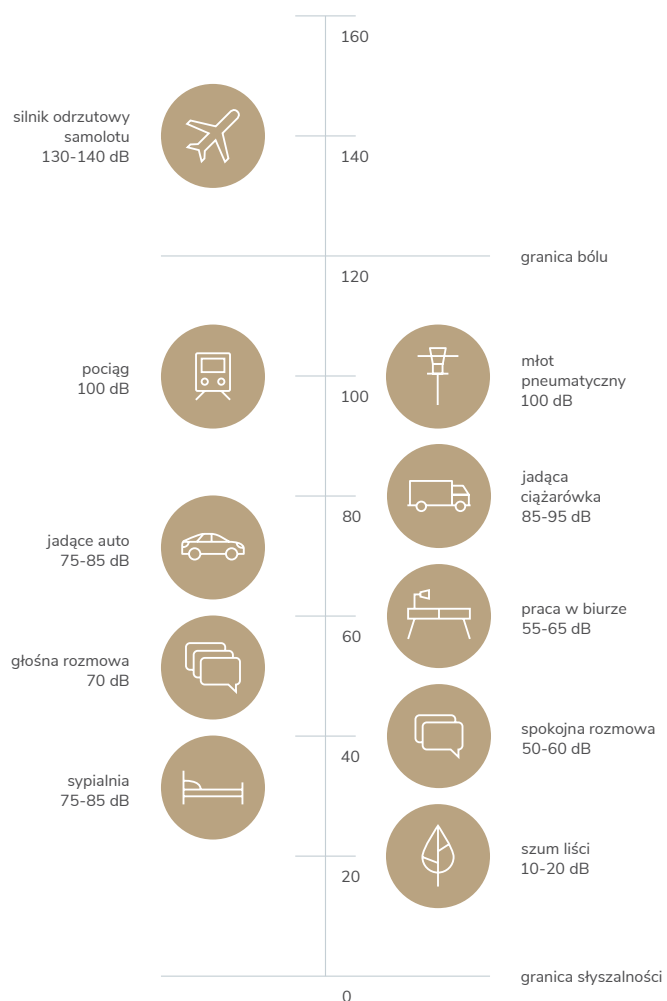 160
silnik odrzutowy
samolotu
130-140 dB
140
granica bólu
120
pociąg
100 dB
młot
pneumatyczny
100 dB
100
jadąca
ciążarówka
85-95 dB
80
jadące auto
75-85 dB
praca w biurze
55-65 dB
60
głośna rozmowa
70 dB
spokojna rozmowa
50-60 dB
40
sypialnia
75-85 dB
szum liści
10-20 dB
20
granica słyszalności
0